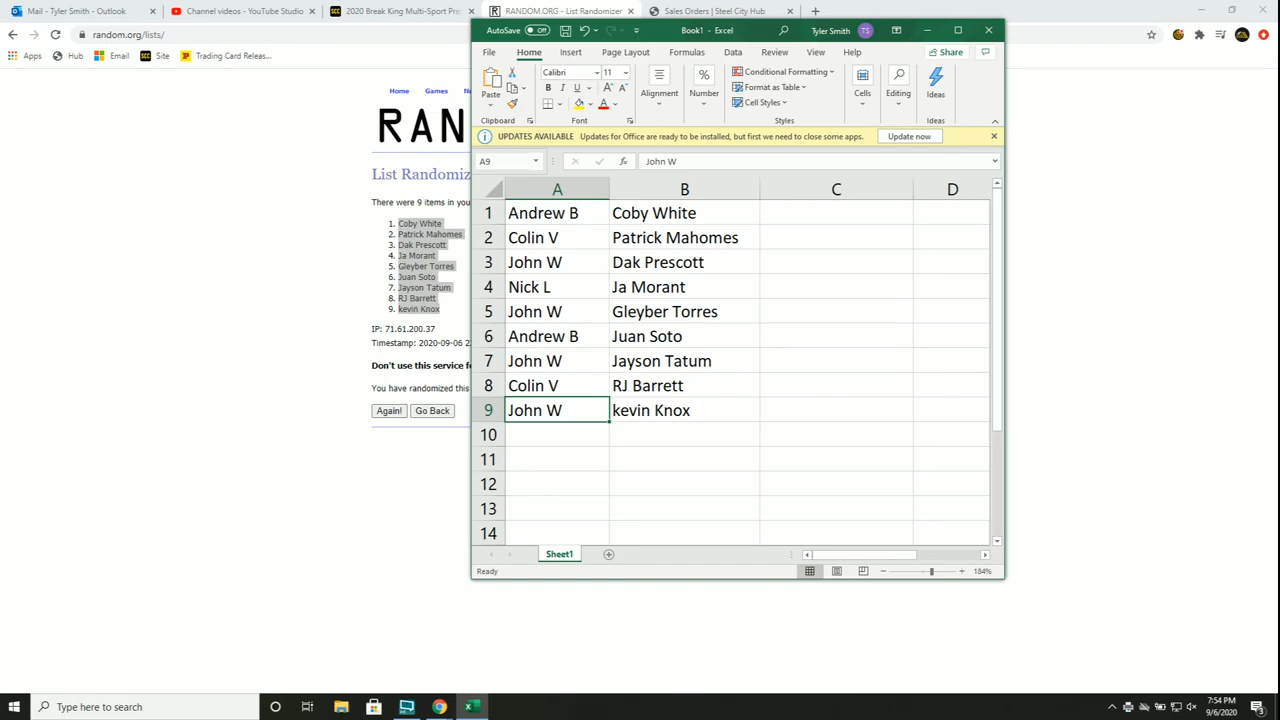 Mail - Tyler Smith - Outlook
Channel videos - YouTube Studio
2020 Break King Multi-Sport Pre
RANDOM.ORG - List Randomizer
Sales Orders | Steel City Hub
random.org/lists/
Apps
Hub
Email
Site
Trading Card Releas...
Home
Games
RAN
List Randomiz
There were 9 items in you
1. Coby White
2. Patrick Mahomes
3. Dak Prescott
4. Ja Morant
5. Gleyber Torres
6. Juan Soto
7. Jayson Tatum
8. RJ Barrett
9. kevin Knox
IP: 71.61.200.37
Timestamp: 2020-09-06 2
Don't use this service fo
You have randomized this
Again!
Go Back
AutoSave
Off
Book1 - Excel
Tyler Smith
TS
File
Home
Insert
Page Layout
Formulas
Data
Review
View
Help
Share
Paste
Clipboard
Calibri
11
B I U
Font
Alignment
%
Number
Conditional Formatting
Format as Table
Cell Styles
Styles
Cells
Editing
Ideas
Ideas
UPDATES AVAILABLE Updates for Office are ready to be installed, but first we need to close some apps.
Update now
A9
fx
John W
A B C D
1 Andrew B Coby White
2 Colin V Patrick Mahomes
3 John W Dak Prescott
4 Nick L Ja Morant
5 John W Gleyber Torres
6 Andrew B Juan Soto
7 John W Jayson Tatum
8 Colin V RJ Barrett
9 John W kevin Knox
10
11
12
13
14
Sheet1
Ready
184%
Type here to search
7:54 PM
9/6/2020
3